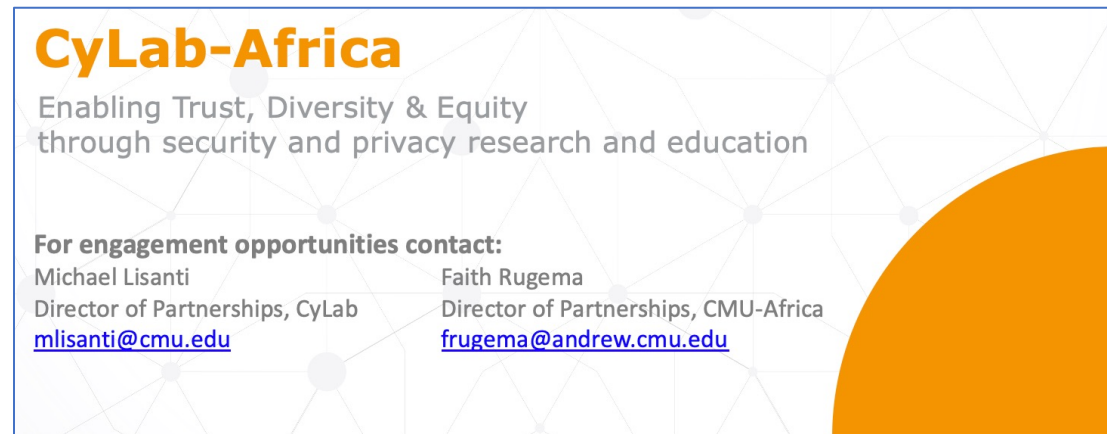 CyLab-Africa
Enabling Trust, Diversity & Equity
through security and privacy research and education
For engagement opportunities contact:
Michael Lisanti
Director of Partnerships, CyLab
mlisanti@cmu.edu
Faith Rugema
Director of Partnerships, CMU-Africa
frugema@andrew.cmu.edu